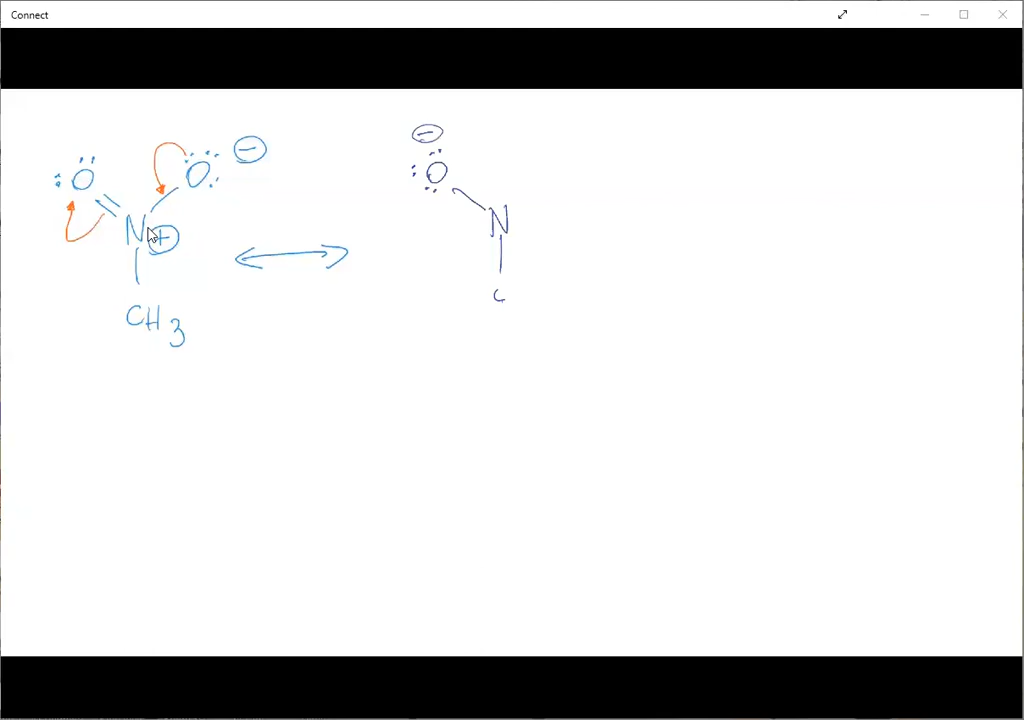 Connect
⊖ ⊖
:Ö = N⊕ – Ö: :Ö: – N
CH3 C